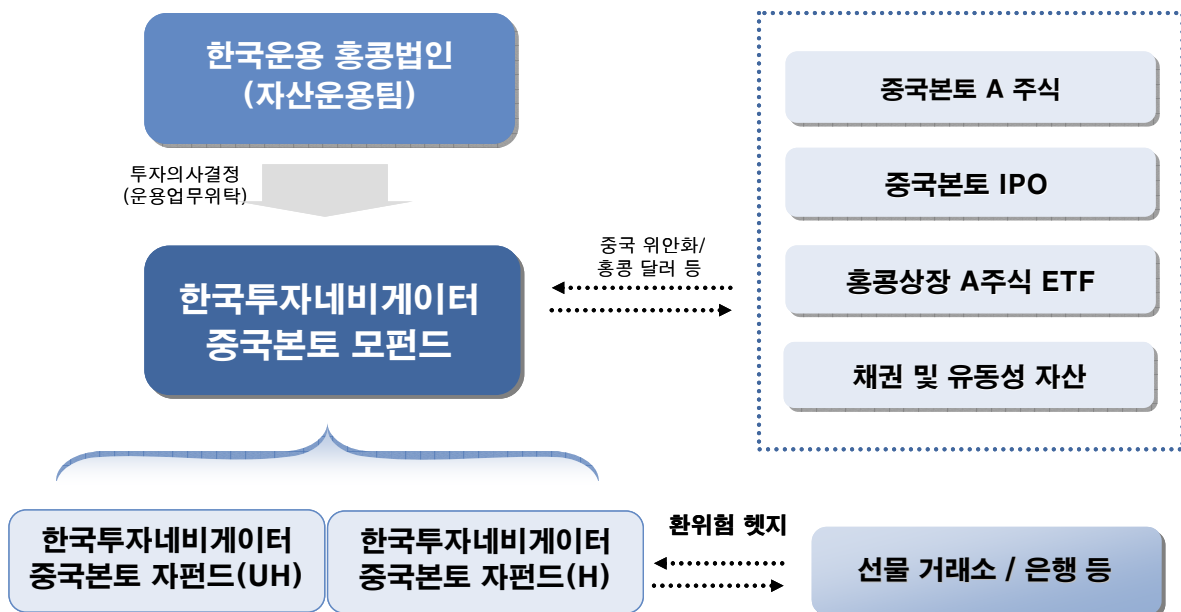 한국운용 홍콩법인
(자산운용팀)
투자의사결정
(운용업무위탁)
한국투자네비게이터
중국본토 모펀드
중국 위안화/
홍콩 달러 등
중국본토 A 주식
중국본토 IPO
홍콩상장 A주식 ETF
채권 및 유동성 자산
한국투자네비게이터
중국본토 자펀드(UH)
한국투자네비게이터
중국본토 자펀드(H)
환위험 헷지
선물 거래소 / 은행 등